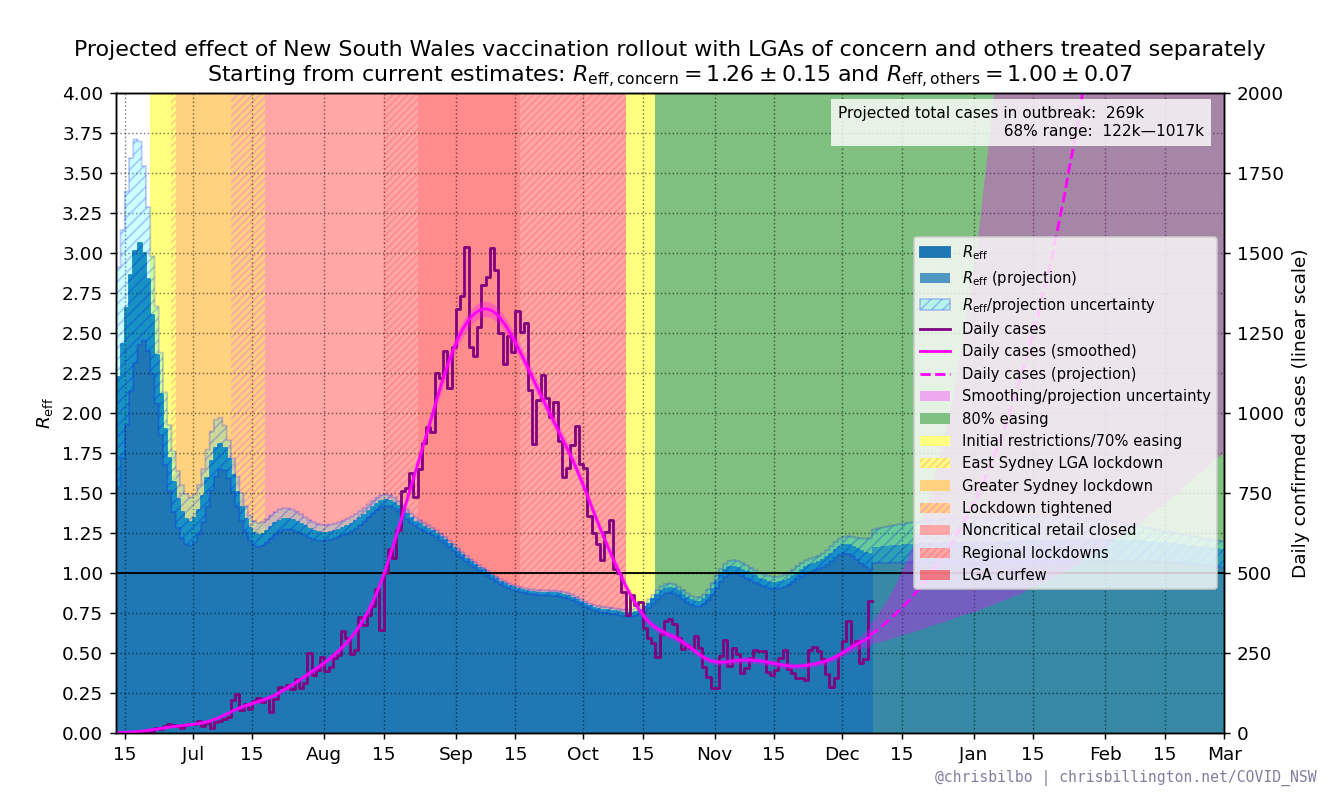 Projected effect of New South Wales vaccination rollout with LGAs of concern and others treated separately
Starting from current estimates: R_eff, concern = 1.26 ± 0.15 and R_eff, others = 1.00 ± 0.07
Projected total cases in outbreak: 269k
68% range: 122k—1017k
R_eff
4.00
3.75
3.50
3.25
3.00
2.75
2.50
2.25
2.00
1.75
1.50
1.25
1.00
0.75
0.50
0.25
0.00
R_eff
R_eff (projection)
R_eff/projection uncertainty
Daily cases
Daily cases (smoothed)
Daily cases (projection)
Smoothing/projection uncertainty
80% easing
Initial restrictions/70% easing
East Sydney LGA lockdown
Greater Sydney lockdown
Lockdown tightened
Noncritical retail closed
Regional lockdowns
LGA curfew
2000
1750
1500
1250
1000
750
500
250
0
Daily confirmed cases (linear scale)
15 Jul 15 Aug 15 Sep 15 Oct 15 Nov 15 Dec 15 Jan 15 Feb 15 Mar
@chrisbilbo | chrisbillington.net/COVID_NSW